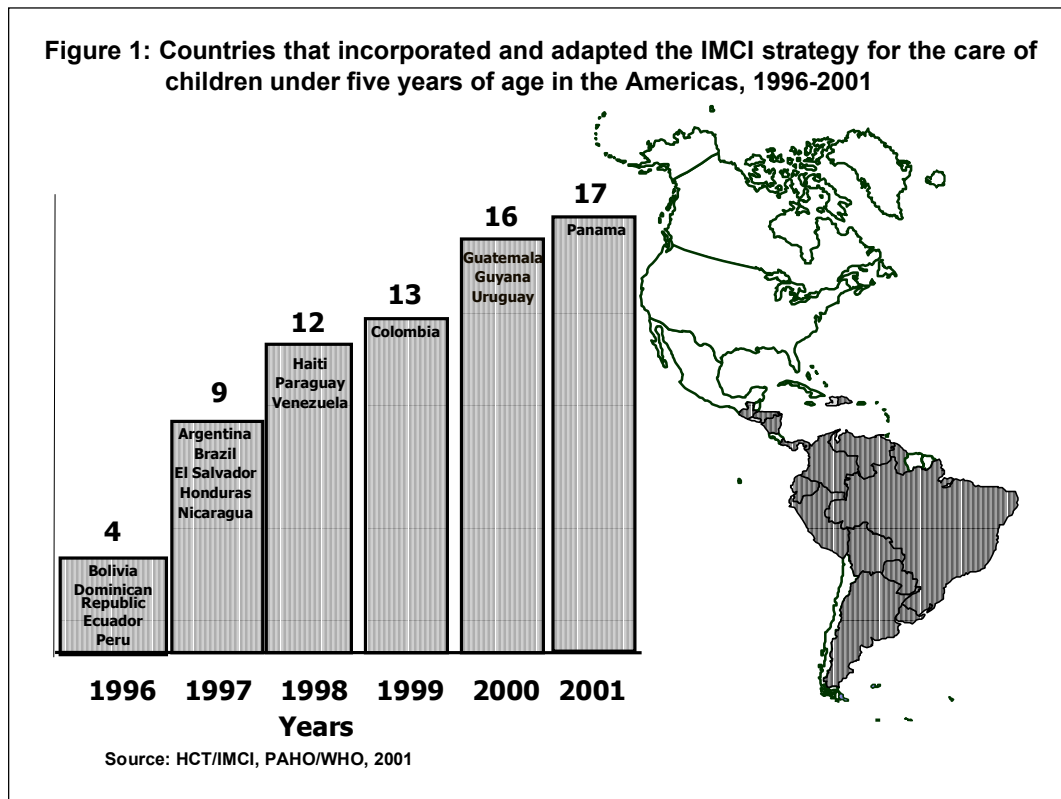 Figure 1: Countries that incorporated and adapted the IMCI strategy for the care of
children under five years of age in the Americas, 1996-2001
4
Bolivia
Dominican
Republic
Ecuador
Peru
9
Argentina
Brazil
El Salvador
Honduras
Nicaragua
12
Haiti
Paraguay
Venezuela
13
Colombia
16
Guatemala
Guyana
Uruguay
17
Panama
1996 1997 1998 1999 2000 2001
Years
Source: HCT/IMCI, PAHO/WHO, 2001